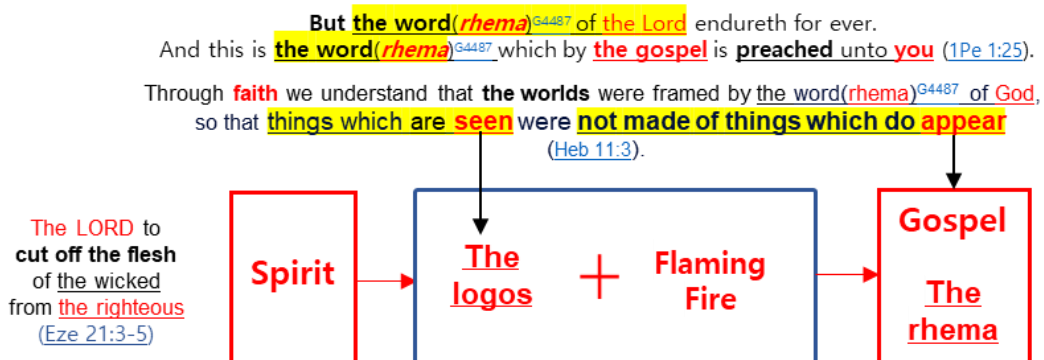 But the word(rhema)G4487 of the Lord endureth for ever.
And this is the word(rhema)G4487 which by the gospel is preached unto you (1Pe 1:25).
Through faith we understand that the worlds were framed by the word(rhema)G4487 of God,
so that things which are seen were not made of things which do appear
(Heb 11:3).
The LORD to
cut off the flesh
of the wicked
from the righteous
(Eze 21:3-5)
Spirit
The
logos
+
Flaming
Fire
Gospel
The
rhema